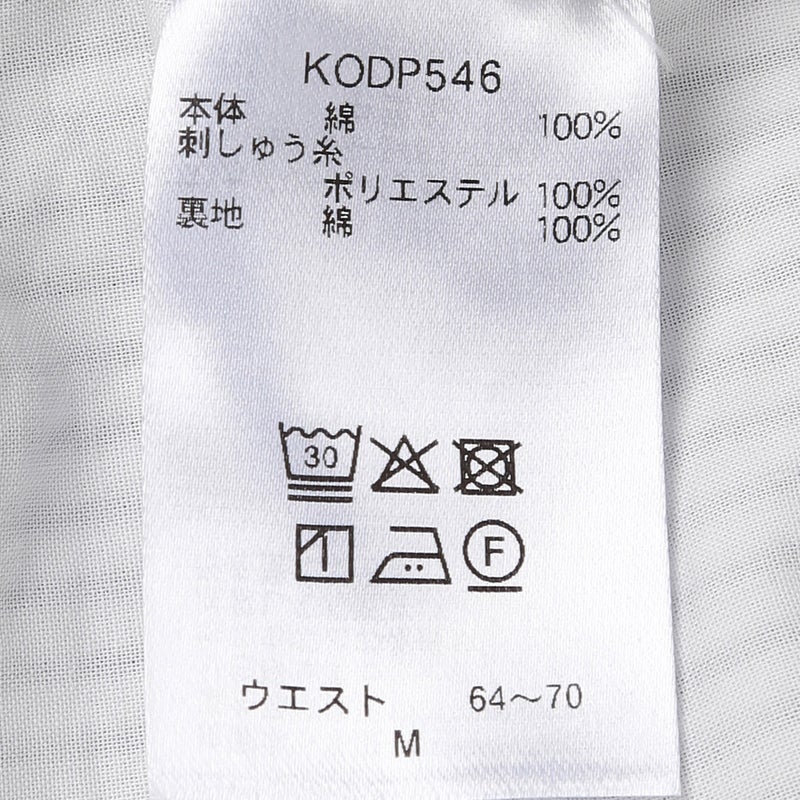 KODP546
本体 綿 100%
刺しゅう糸
ポリエステル 100%
裏地 綿 100%
30
F
ウエスト 64～70
M